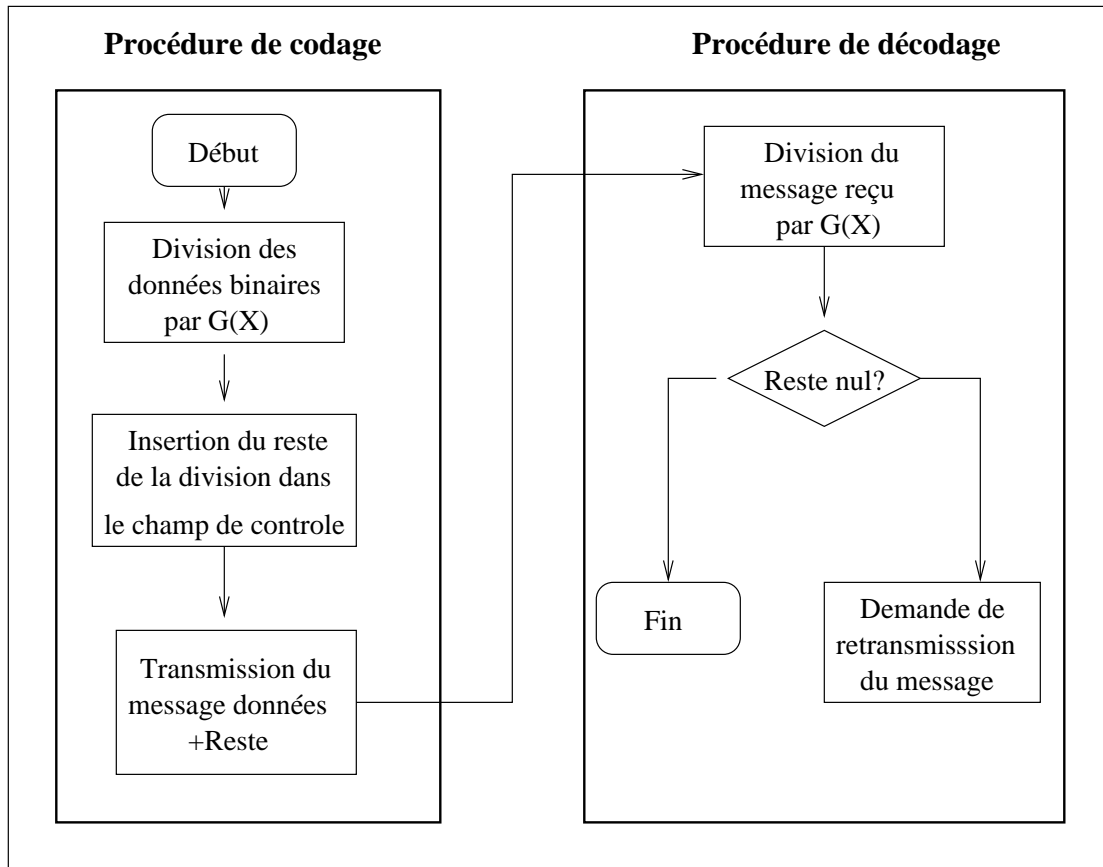 Procédure de codage
Début
Division des
données binaires
par G(X)
Insertion du reste
de la division dans
le champ de controle
Transmission du
message données
+Reste
Procédure de décodage
Division du
message reçu
par G(X)
Reste nul?
Fin
Demande de
retransmisssion
du message